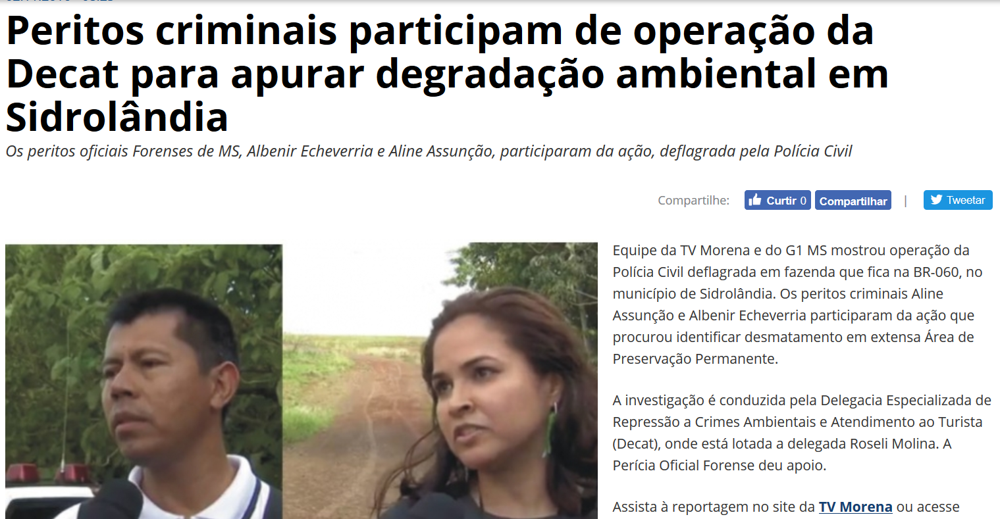 Peritos criminais participam de operação da
Decat para apurar degradação ambiental em
Sidrolândia
Os peritos oficiais Forenses de MS, Albenir Echeverria e Aline Assunção, participaram da ação, deflagrada pela Polícia Civil
Compartilhe: Curtir 0 Compartilhar | Tweetar
Equipe da TV Morena e do G1 MS mostrou operação da
Polícia Civil deflagrada em fazenda que fica na BR-060, no
município de Sidrolândia. Os peritos criminais Aline
Assunção e Albenir Echeverria participaram da ação que
procurou identificar desmatamento em extensa Área de
Preservação Permanente.
A investigação é conduzida pela Delegacia Especializada de
Repressão a Crimes Ambientais e Atendimento ao Turista
(Decat), onde está lotada a delegada Roseli Molina. A
Perícia Oficial Forense deu apoio.
Assista à reportagem no site da TV Morena ou acesse